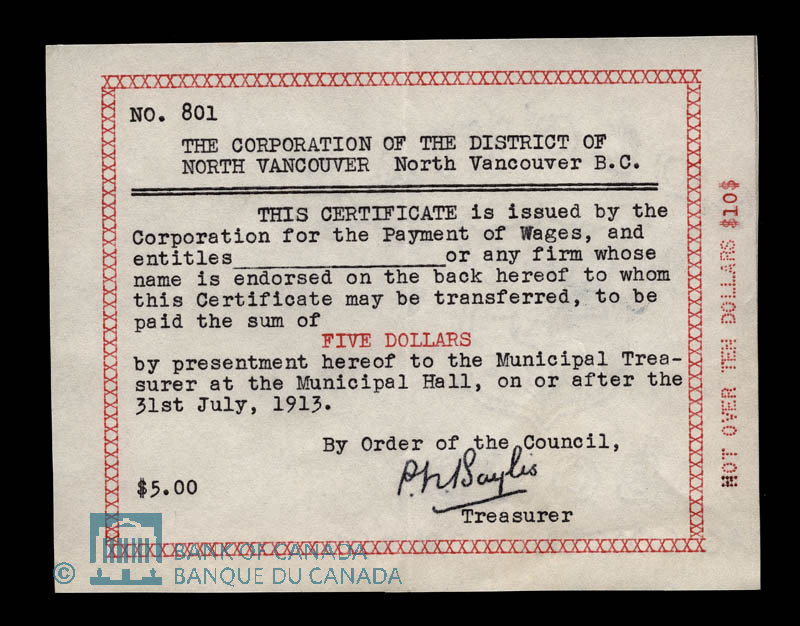 NO. 801
THE CORPORATION OF THE DISTRICT OF
NORTH VANCOUVER North Vancouver B.C.
THIS CERTIFICATE is issued by the
Corporation for the Payment of Wages, and
entitles_________________or any firm whose
name is endorsed on the back hereof to whom
this Certificate may be transferred, to be
paid the sum of
FIVE DOLLARS
by presentment hereof to the Municipal Trea-
surer at the Municipal Hall, on or after the
31st July, 1913.
By Order of the Council,
$5.00
Baylis
Treasurer
NOT OVER TEN DOLLARS $10$
© BANK OF CANADA
BANQUE DU CANADA